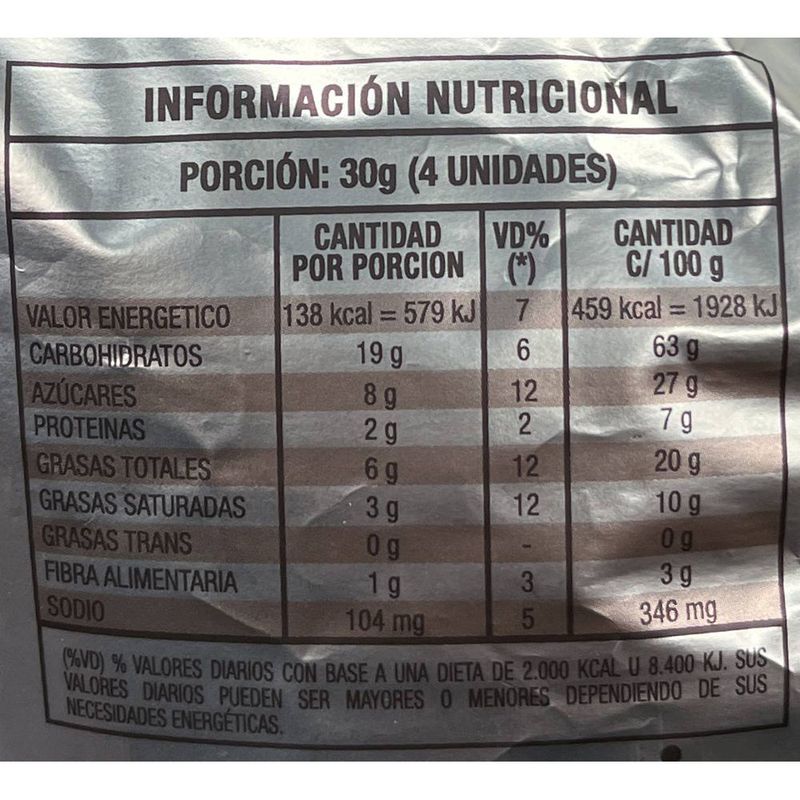 INFORMACIÓN NUTRICIONAL
PORCIÓN: 30g (4 UNIDADES)
CANTIDAD POR PORCION VD% (*) CANTIDAD C/ 100 g
VALOR ENERGETICO 138 kcal = 579 kJ 7 459 kcal = 1928 kJ
CARBOHIDRATOS 19 g 6 63 g
AZÚCARES 8 g 12 27 g
PROTEINAS 2 g 2 7 g
GRASAS TOTALES 6 g 12 20 g
GRASAS SATURADAS 3 g 12 10 g
GRASAS TRANS 0 g - 0 g
FIBRA ALIMENTARIA 1 g 3 3 g
SODIO 104 mg 5 346 mg
(%VD) % VALORES DIARIOS CON BASE A UNA DIETA DE 2.000 KCAL U 8.400 KJ. SUS
VALORES DIARIOS PUEDEN SER MAYORES O MENORES DEPENDIENDO DE SUS
NECESIDADES ENERGÉTICAS.